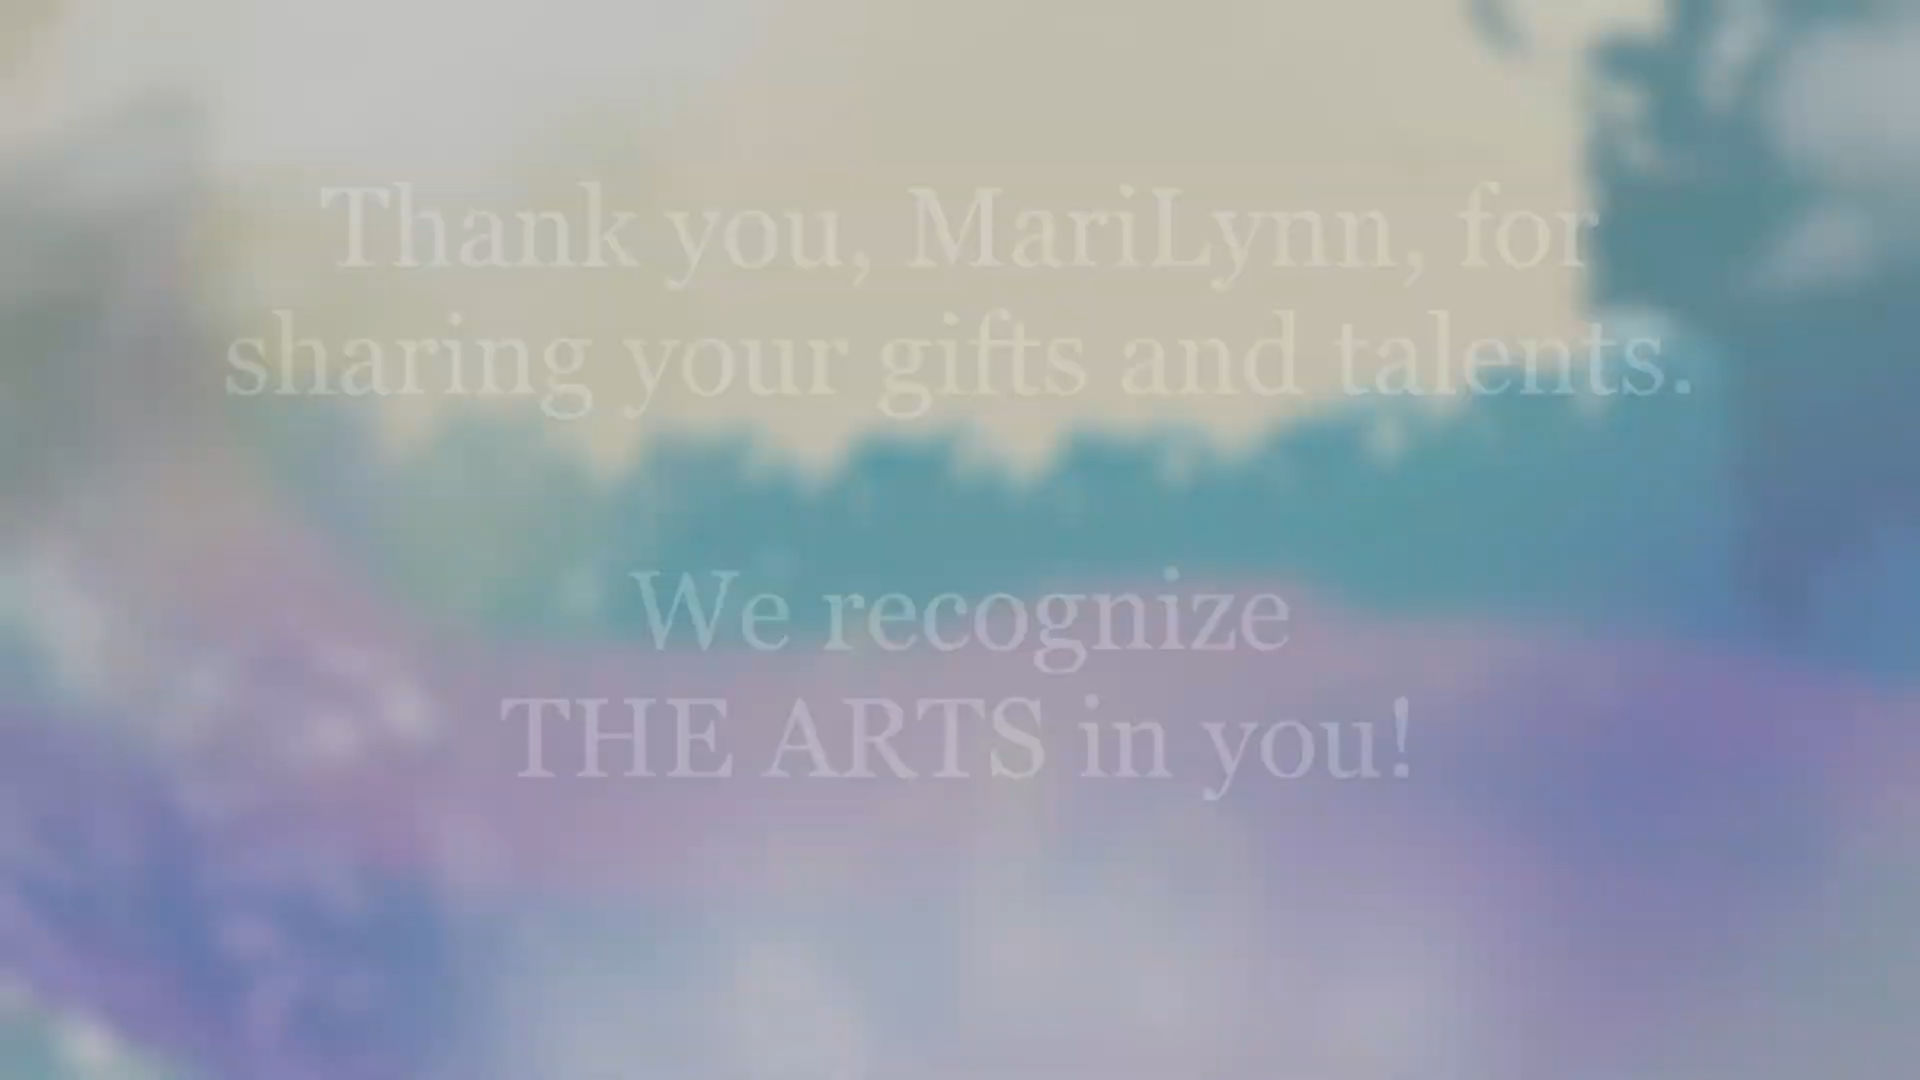 Thank you, MariLynn, for
sharing your gifts and talents.
We recognize
THE ARTS in you!